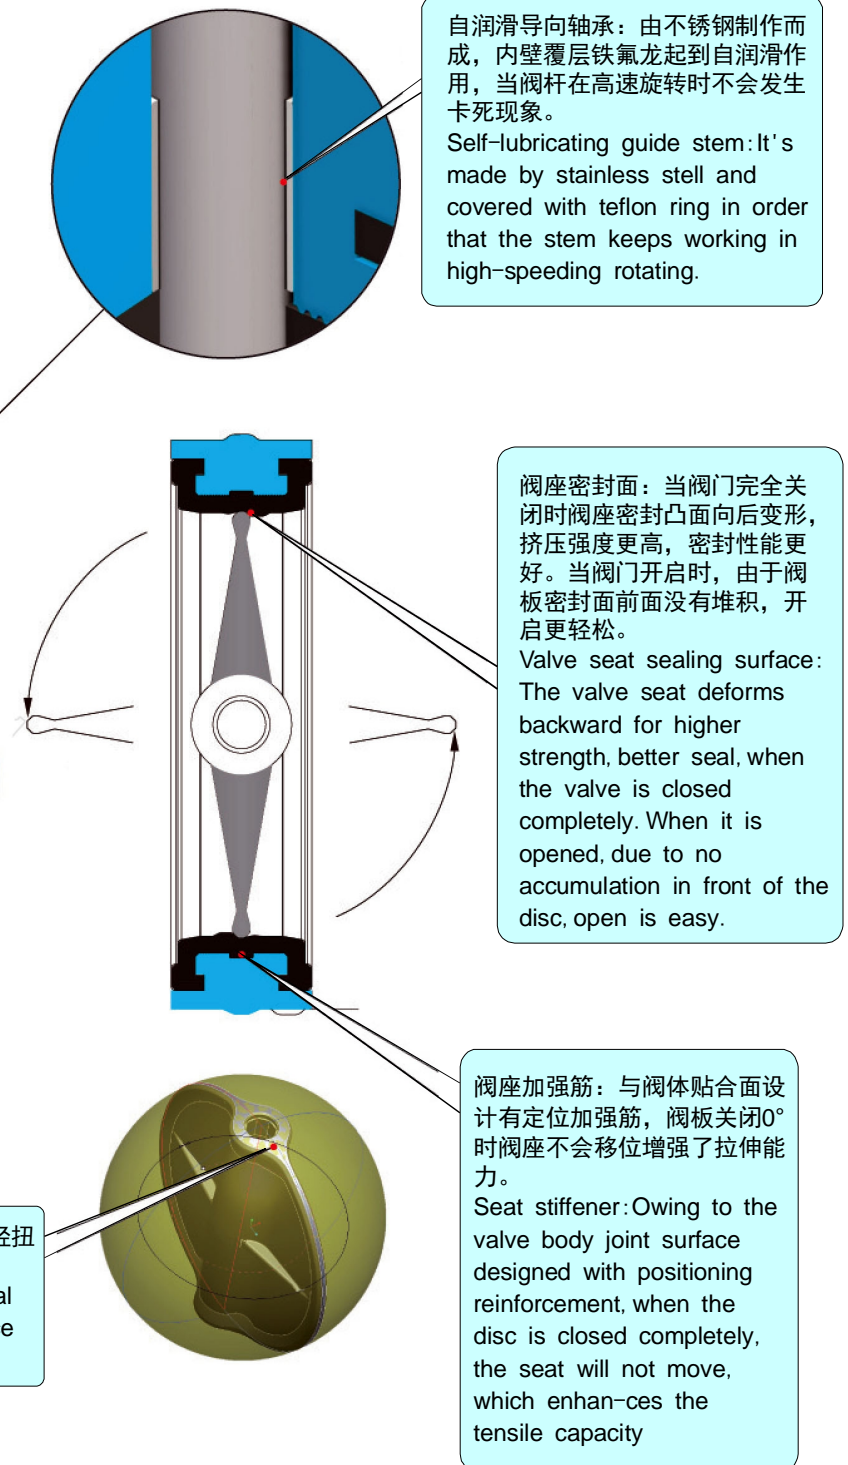 自润滑导向轴承：由不锈钢制作而
成，内壁覆层铁氟龙起到自润滑作
用，当阀杆在高速旋转时不会发生
卡死现象。
Self-lubricating guide stem:It's
made by stainless stell and
covered with teflon ring in order
that the stem keeps working in
high-speeding rotating.
阀座密封面：当阀门完全关
闭时阀座密封凸面向后变形，
挤压强度更高，密封性能更
好。当阀门开启时，由于阀
板密封面前面没有堆积，开
启更轻松。
Valve seat sealing surface:
The valve seat deforms
backward for higher
strength, better seal, when
the valve is closed
completely. When it is
opened, due to no
accumulation in front of the
disc, open is easy.
阀座加强筋：与阀体贴合面设
计有定位加强筋，阀板关闭0°
时阀座不会移位增强了拉伸能
力。
Seat stiffener:Owing to the
valve body joint surface
designed with positioning
reinforcement, when the
disc is closed completely,
the seat will not move,
which enhan-ces the
tensile capacity
扭
al
e